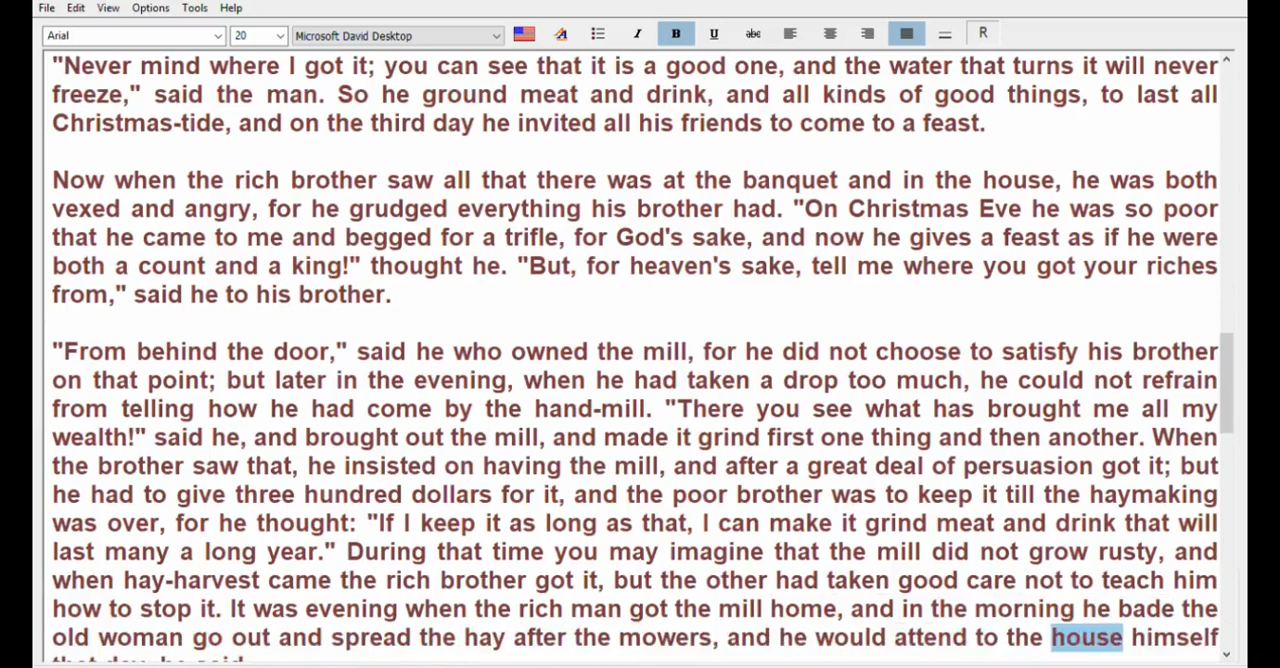 File Edit View Options Tools Help
Arial 20 Microsoft David Desktop A I B U abc R
"Never mind where I got it; you can see that it is a good one, and the water that turns it will never
freeze," said the man. So he ground meat and drink, and all kinds of good things, to last all
Christmas-tide, and on the third day he invited all his friends to come to a feast.
Now when the rich brother saw all that there was at the banquet and in the house, he was both
vexed and angry, for he grudged everything his brother had. "On Christmas Eve he was so poor
that he came to me and begged for a trifle, for God's sake, and now he gives a feast as if he were
both a count and a king!" thought he. "But, for heaven's sake, tell me where you got your riches
from," said he to his brother.
"From behind the door," said he who owned the mill, for he did not choose to satisfy his brother
on that point; but later in the evening, when he had taken a drop too much, he could not refrain
from telling how he had come by the hand-mill. "There you see what has brought me all my
wealth!" said he, and brought out the mill, and made it grind first one thing and then another. When
the brother saw that, he insisted on having the mill, and after a great deal of persuasion got it; but
he had to give three hundred dollars for it, and the poor brother was to keep it till the haymaking
was over, for he thought: "If I keep it as long as that, I can make it grind meat and drink that will
last many a long year." During that time you may imagine that the mill did not grow rusty, and
when hay-harvest came the rich brother got it, but the other had taken good care not to teach him
how to stop it. It was evening when the rich man got the mill home, and in the morning he bade the
old woman go out and spread the hay after the mowers, and he would attend to the house himself
that day, he said.